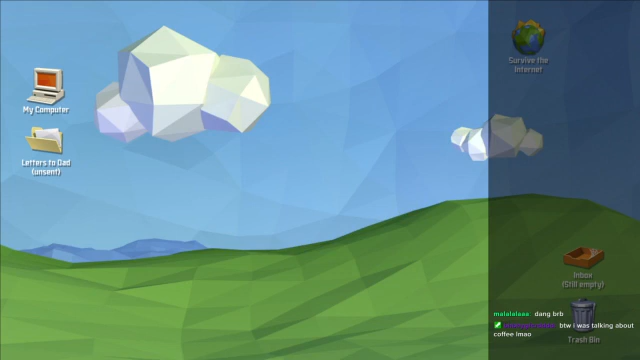 Survive the
Internet
My Computer
Letters to Dad
(unsent)
Inbox
(Still empty)
malalalaaa: dang brb
btw i was talking about
coffee lmao
Trash Bin